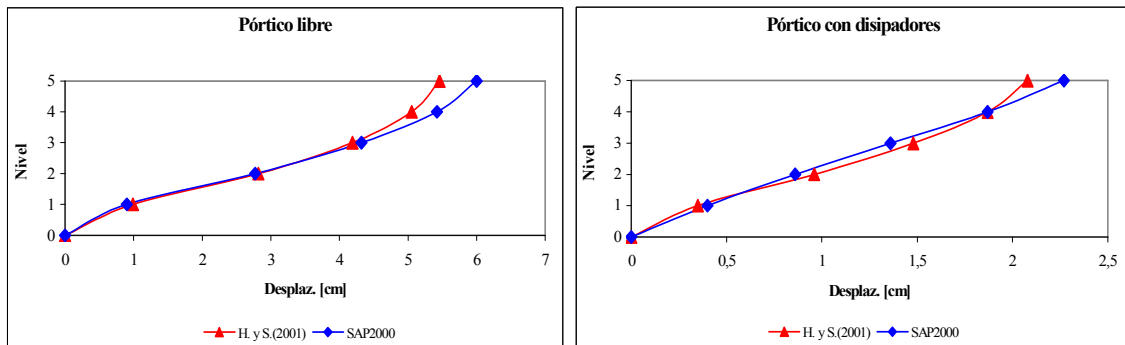 Pórtico libre
Nivel
5
4
3
2
1
0
0 1 2 3 4 5 6 7
Desplaz. [cm]
H. y S.(2001) SAP2000
Pórtico con disipadores
Nivel
5
4
3
2
1
0
0 0,5 1 1,5 2 2,5
Desplaz. [cm]
H. y S.(2001) SAP2000